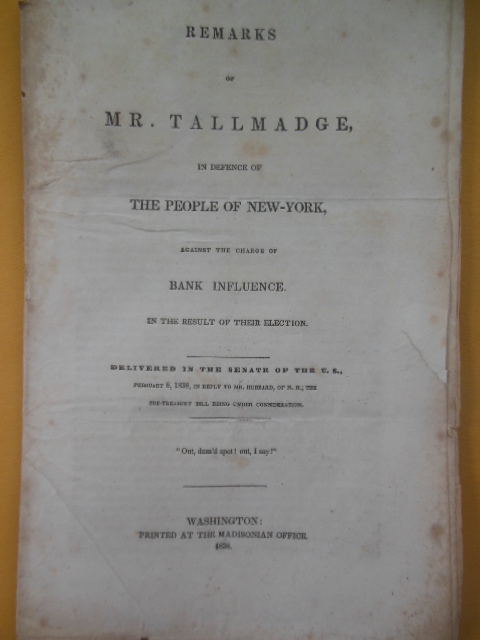 REMARKS
OF
MR. TALLMADGE,
IN DEFENCE OF
THE PEOPLE OF NEW-YORK,
AGAINST THE CHARGE OF
BANK INFLUENCE.
IN THE RESULT OF THEIR ELECTION.
DELIVERED IN THE SENATE OF THE U. S.,
FEBRUARY 8, 1838, IN REPLY TO MR. HUBBARD, OF N. H.; THE
SUB-TREASURY BILL BEING UNDER CONSIDERATION.
"Out, damn'd spot! out, I say!"
WASHINGTON:
PRINTED AT THE MADISONIAN OFFICE.
1838.